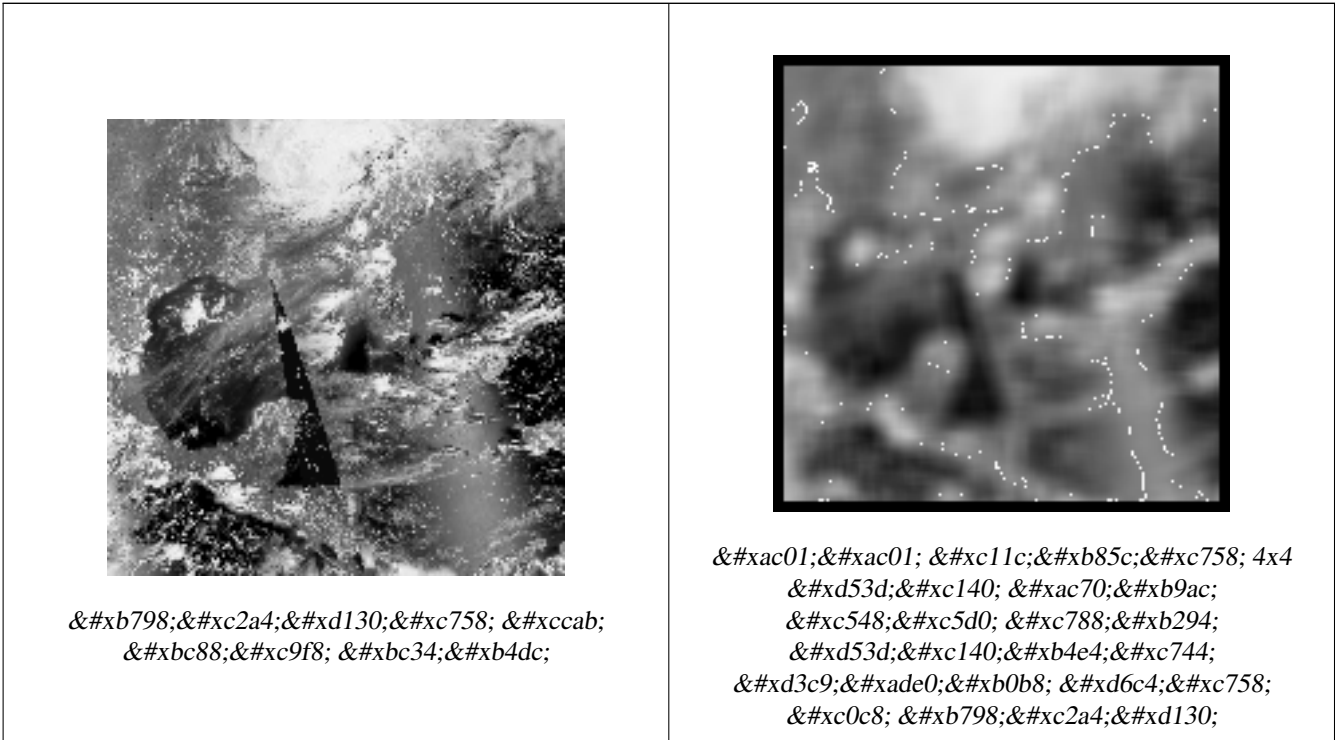 &#xb798;&#xc2a4;&#xd130;&#xc758; &#xccab;
&#xbc88;&#xc9f8; &#xbc34;&#xb4dc;
&#xac01;&#xac01; &#xc11c;&#xb85c;&#xc758; 4x4
&#xd53d;&#xc140; &#xac70;&#xb9ac;
&#xc548;&#xc5d0; &#xc788;&#xb294;
&#xd53d;&#xc140;&#xb4e4;&#xc744;
&#xd3c9;&#xade0;&#xb0b8; &#xd6c4;&#xc758;
&#xc0c8; &#xb798;&#xc2a4;&#xd130;